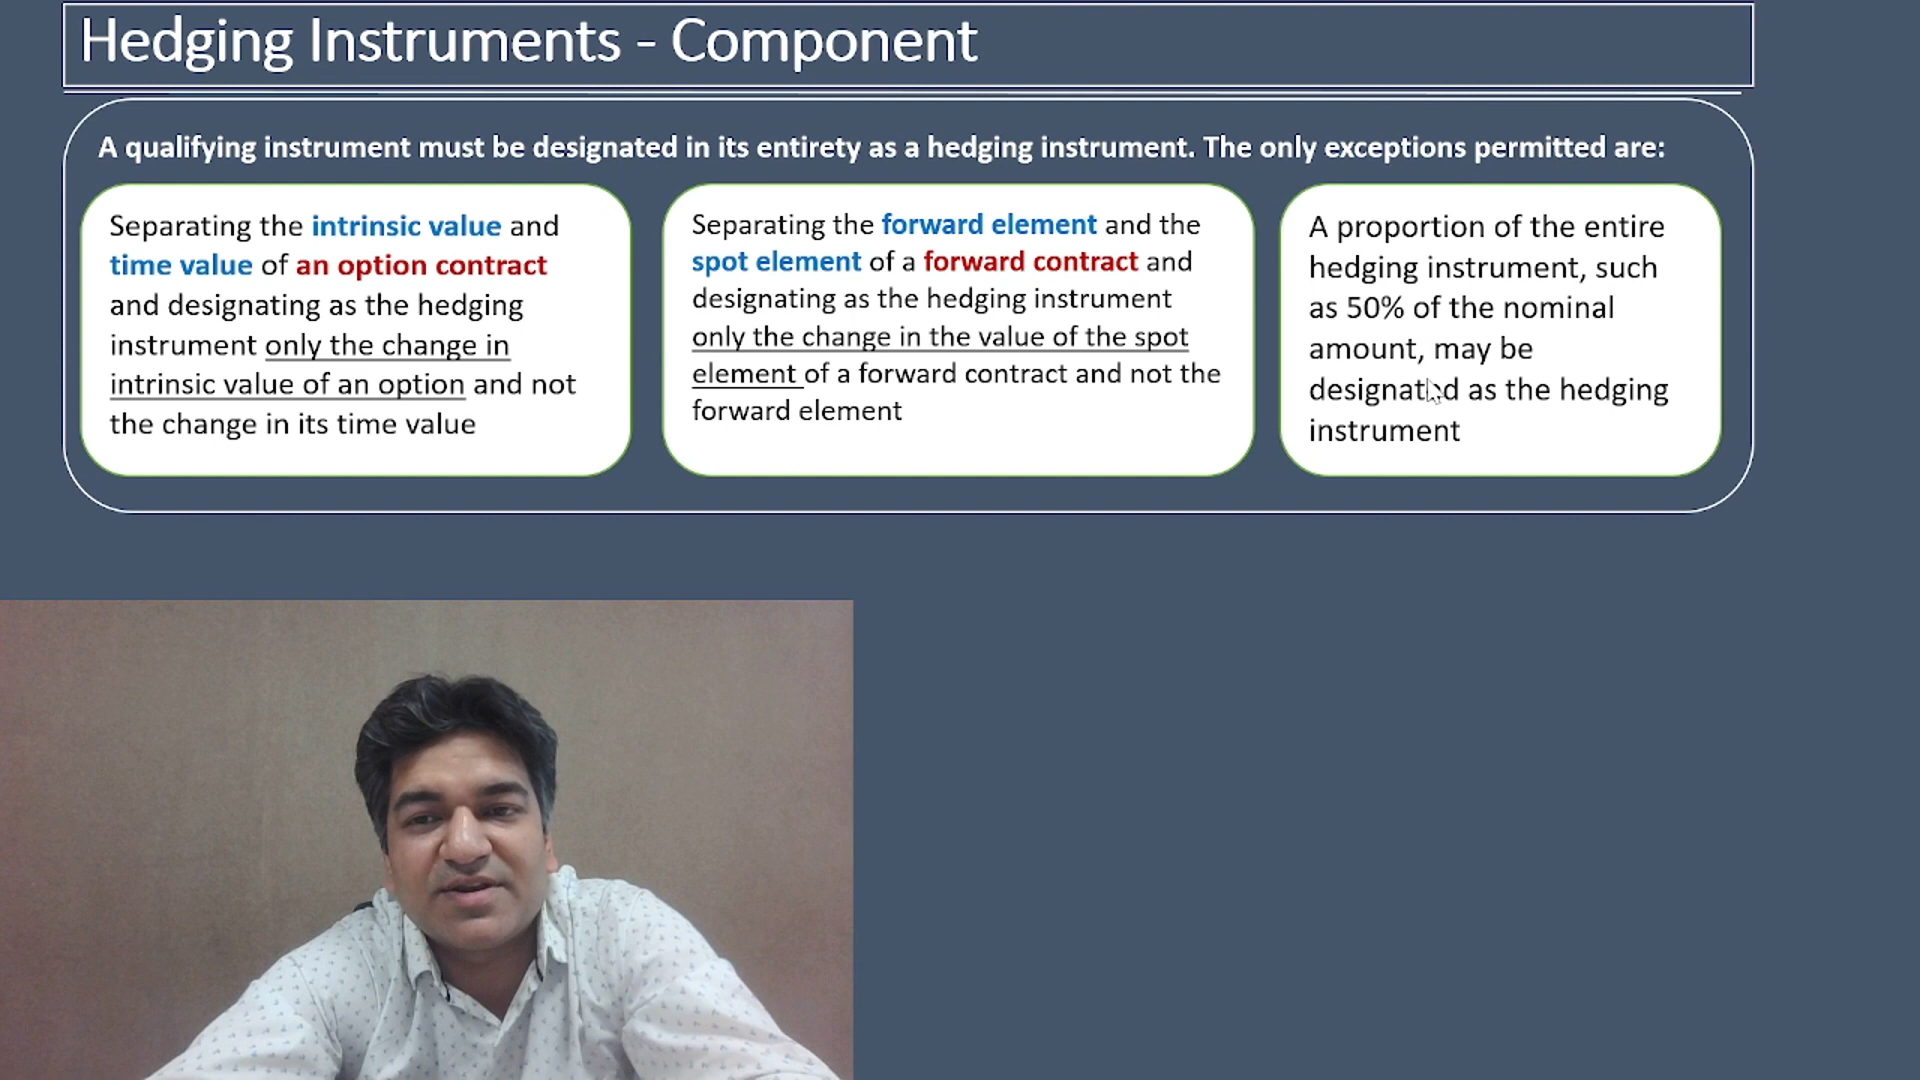 Hedging Instruments - Component
A qualifying instrument must be designated in its entirety as a hedging instrument. The only exceptions permitted are:
Separating the intrinsic value and
time value of an option contract
and designating as the hedging
instrument only the change in
intrinsic value of an option and not
the change in its time value
Separating the forward element and the
spot element of a forward contract and
designating as the hedging instrument
only the change in the value of the spot
element of a forward contract and not the
forward element
A proportion of the entire
hedging instrument, such
as 50% of the nominal
amount, may be
designated as the hedging
instrument